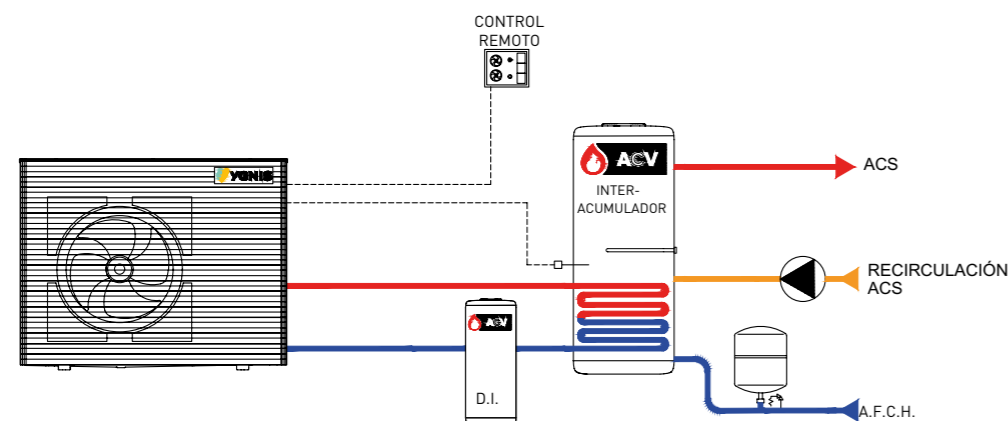 CONTROL
REMOTO
YGNIS
ACV
INTER-
ACUMULADOR
ACS
RECIRCULACIÓN
ACS
ACV
D.I.
A.F.C.H.